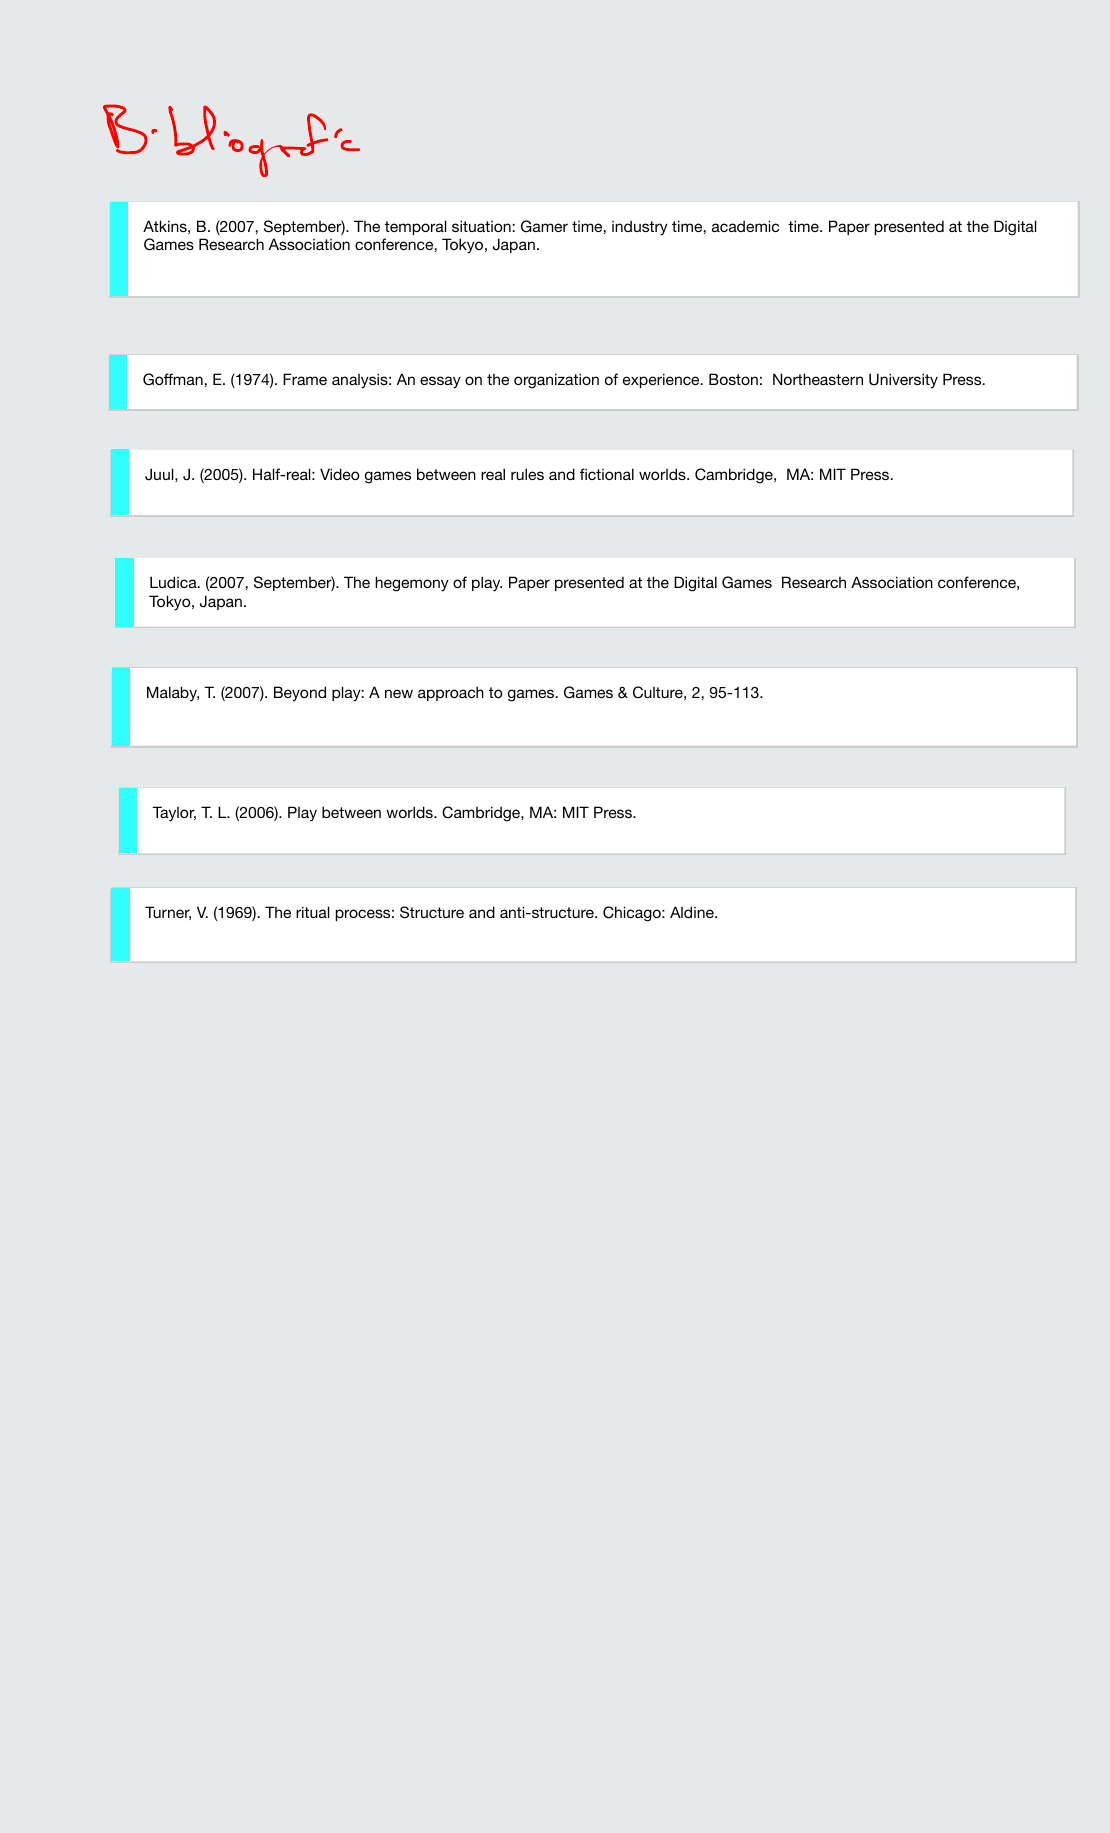 Bibliografic
Atkins, B. (2007, September). The temporal situation: Gamer time, industry time, academic  time. Paper presented at the Digital
Games Research Association conference, Tokyo, Japan.
Goffman, E. (1974). Frame analysis: An essay on the organization of experience. Boston:  Northeastern University Press.
Juul, J. (2005). Half-real: Video games between real rules and fictional worlds. Cambridge,  MA: MIT Press.
Ludica. (2007, September). The hegemony of play. Paper presented at the Digital Games  Research Association conference,
Tokyo, Japan.
Malaby, T. (2007). Beyond play: A new approach to games. Games & Culture, 2, 95-113.
Taylor, T. L. (2006). Play between worlds. Cambridge, MA: MIT Press.
Turner, V. (1969). The ritual process: Structure and anti-structure. Chicago: Aldine.